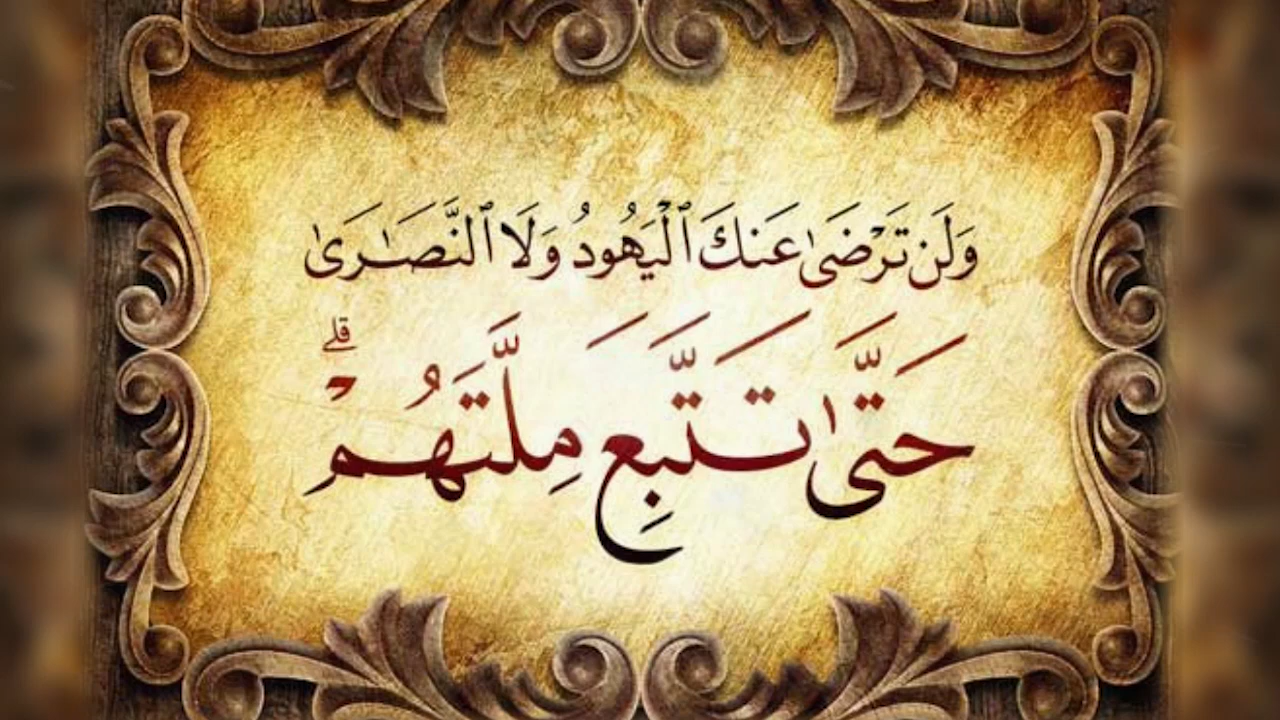 وَلَن تَرْضَىٰ عَنكَ ٱلْيَهُودُ وَلَا ٱلنَّصَـٰرَىٰ
حَتَّىٰ تَتَّبِعَ مِلَّتَهُمْ ۗ